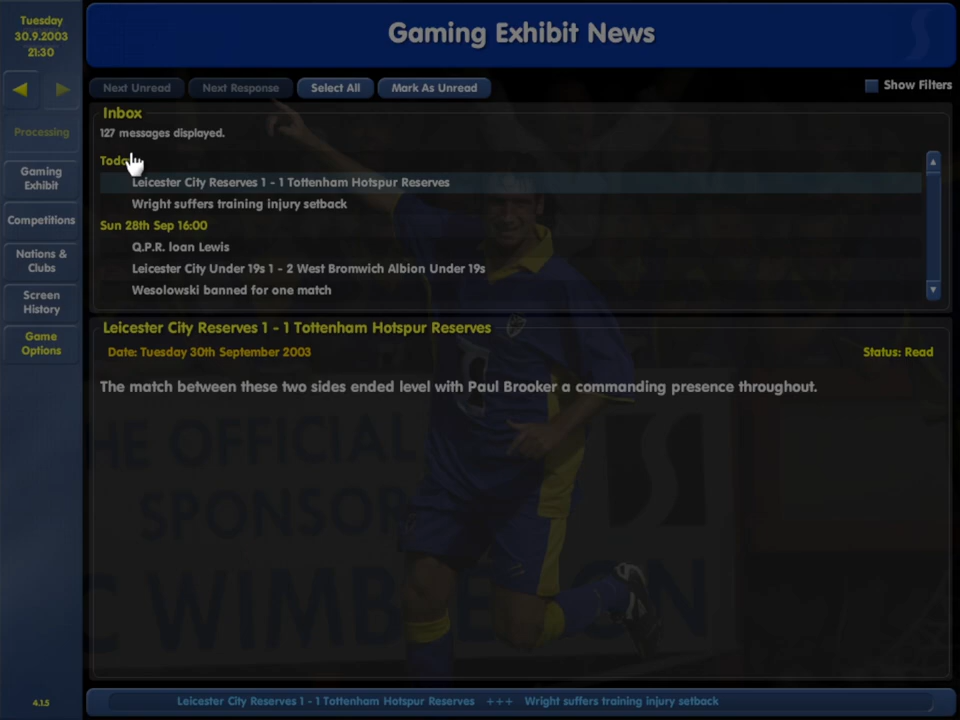 Tuesday
30.9.2003
21:30
Processing
Gaming
Exhibit
Competitions
Nations &
Clubs
Screen
History
Game
Options
4.1.5
Gaming Exhibit News
Next Unread
Next Response
Select All
Mark As Unread
Show Filters
Inbox
127 messages displayed.
Today
Leicester City Reserves 1 - 1 Tottenham Hotspur Reserves
Wright suffers training injury setback
Sun 28th Sep 16:00
Q.P.R. loan Lewis
Leicester City Under 19s 1 - 2 West Bromwich Albion Under 19s
Wesolowski banned for one match
Leicester City Reserves 1 - 1 Tottenham Hotspur Reserves
Date: Tuesday 30th September 2003
Status: Read
The match between these two sides ended level with Paul Brooker a commanding presence throughout.
HE OFFICIAL
SPONSOR
C WIMB
ON
Leicester City Reserves 1 - 1 Tottenham Hotspur Reserves +++ Wright suffers training injury setback